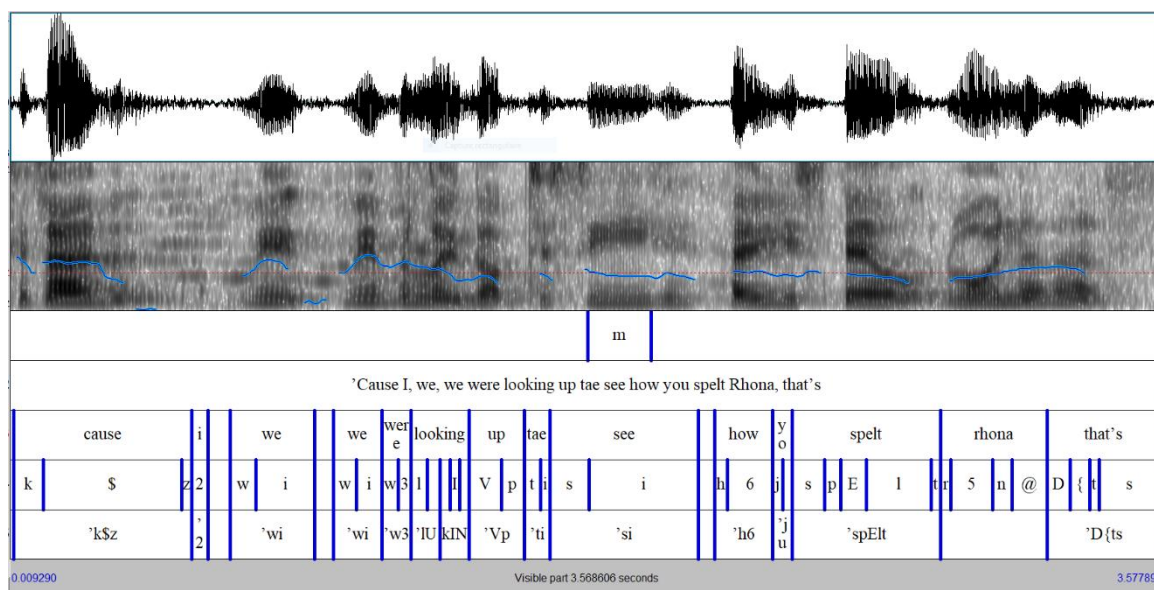 m
'Cause I, we, we were looking up tae see how you spelt Rhona, that's
cause i we we were looking up tae see how yo spelt rhona that's
k $ z 2 w i w i w 3 l I V p t i s i h 6 j s p E l t r 5 n @ D { t s
'k$z '2 'wi 'wi 'w3 'lU kIN 'Vp 'ti 'si 'h6 'ju 'spElt 'D{ts
0.009290 Visible part 3.568606 seconds 3.57789